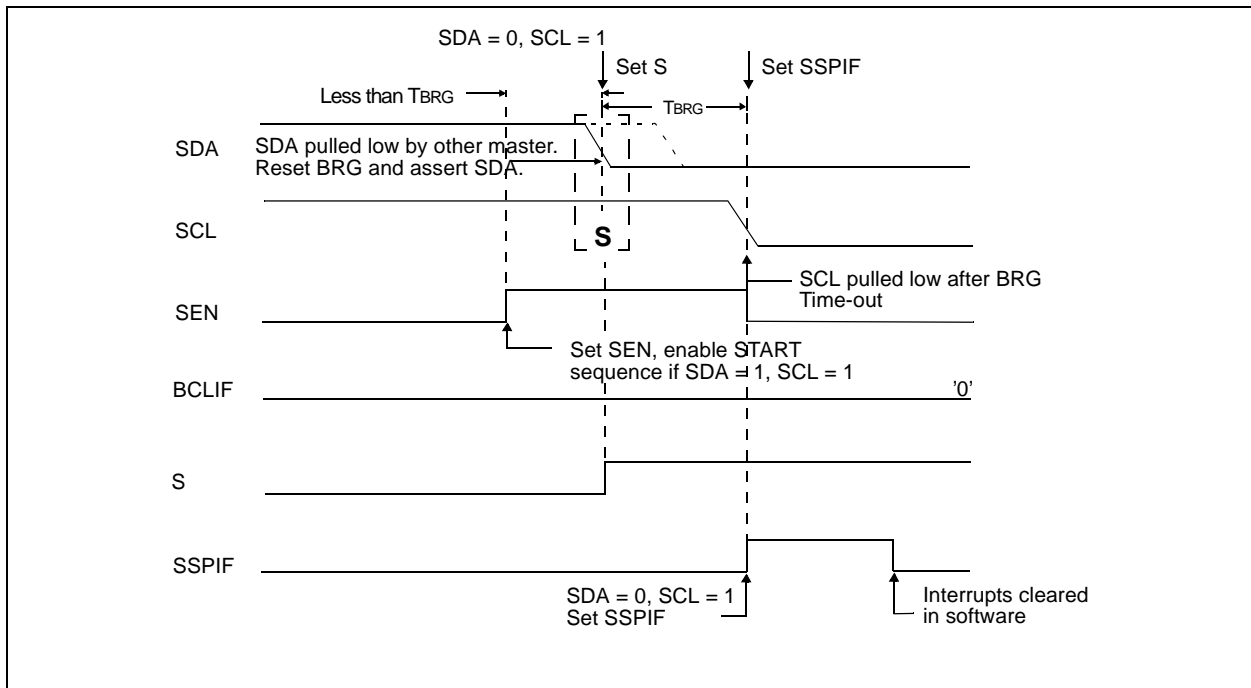 SDA = 0, SCL = 1
Set S
Set SSPIF
Less than TBRG
TBRG
SDA
SDA pulled low by other master.
Reset BRG and assert SDA.
SCL
S
SCL pulled low after BRG
Time-out
SEN
Set SEN, enable START
sequence if SDA = 1, SCL = 1
BCLIF
'0'
S
SSPIF
SDA = 0, SCL = 1
Set SSPIF
Interrupts cleared
in software